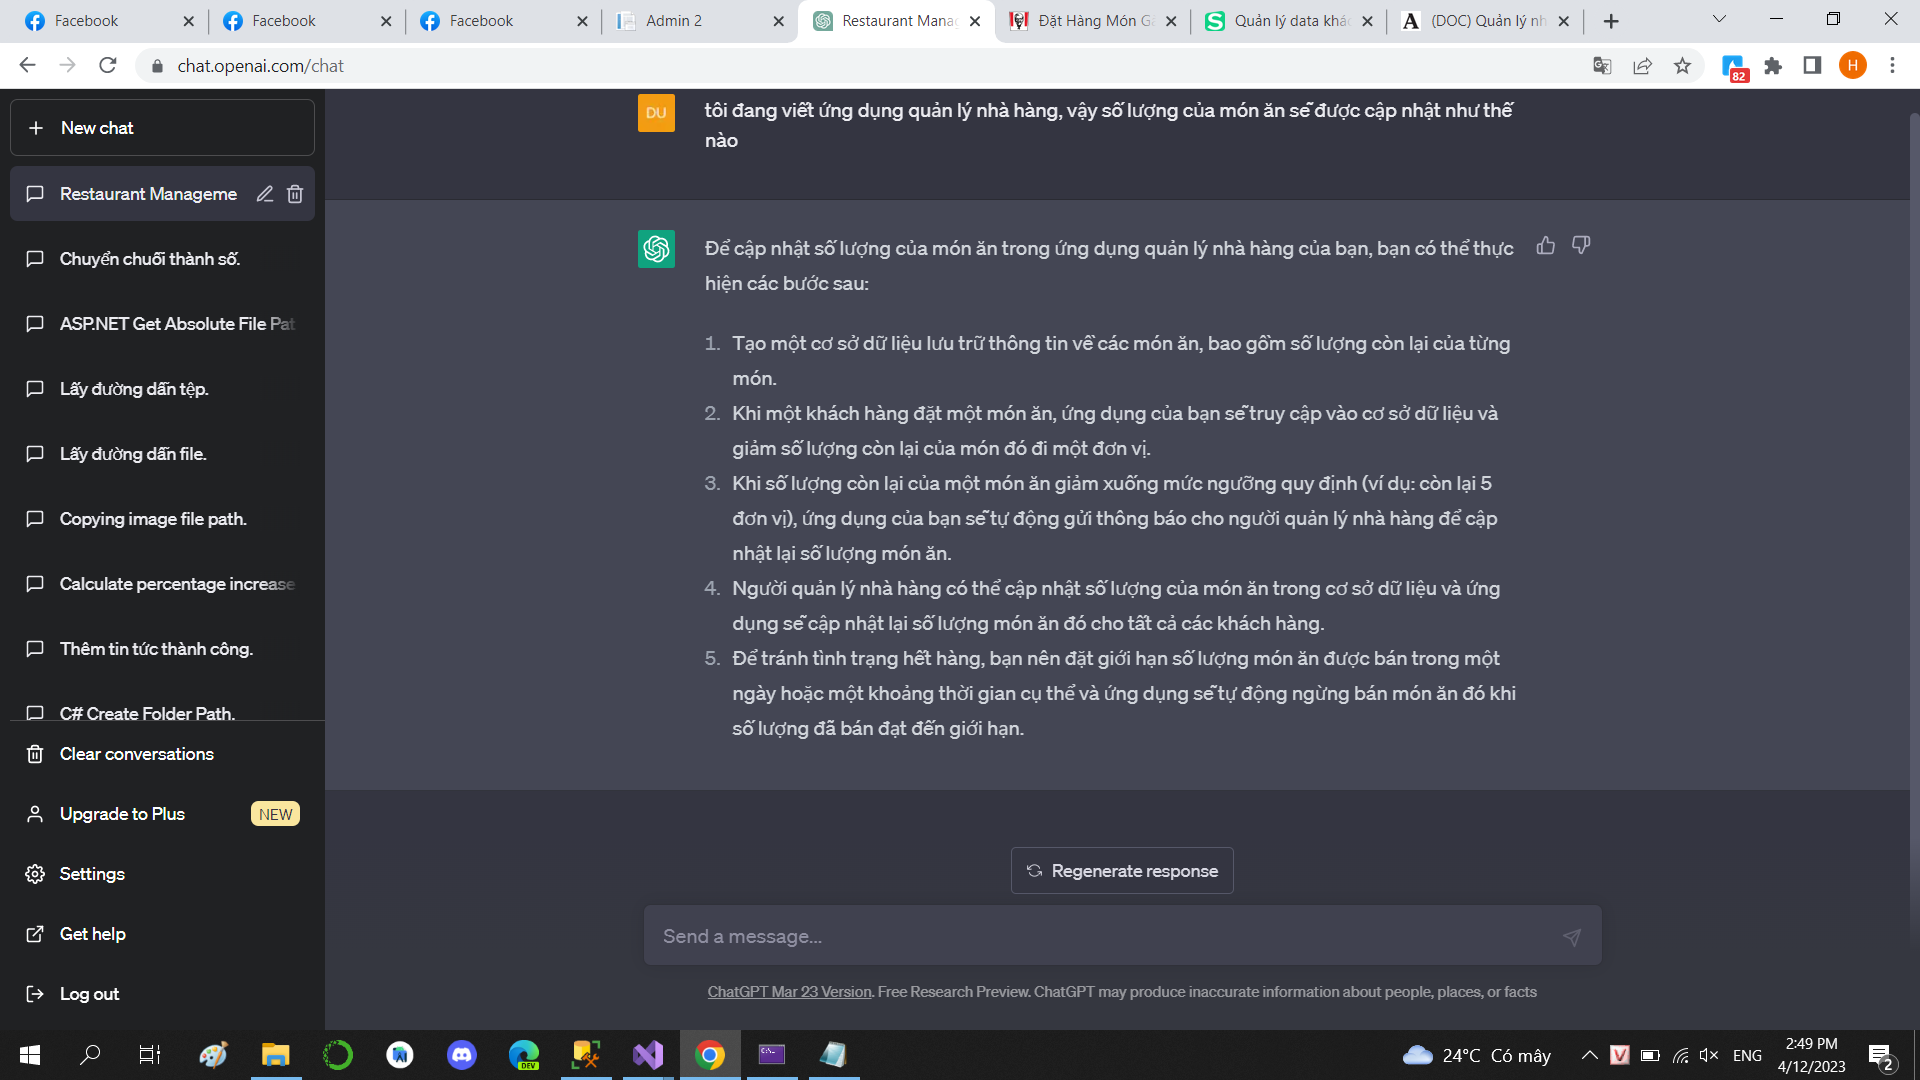 Facebook
Facebook
Facebook
Admin 2
Restaurant Mana
Đặt Hàng Món G
Quản lý data khá
(DOC) Quản lý nh
chat.openai.com/chat
82
H
New chat
Restaurant Manageme
Chuyển chuỗi thành số.
ASP.NET Get Absolute File Pat
Lấy đường dẫn tệp.
Lấy đường dẫn file.
Copying image file path.
Calculate percentage increase
Thêm tin tức thành công.
C# Create Folder Path.
Clear conversations
Upgrade to Plus
NEW
Settings
Get help
Log out
DU
tôi đang viết ứng dụng quản lý nhà hàng, vậy số lượng của món ăn sẽ được cập nhật như thế
nào
Để cập nhật số lượng của món ăn trong ứng dụng quản lý nhà hàng của bạn, bạn có thể thực
hiện các bước sau:
1. Tạo một cơ sở dữ liệu lưu trữ thông tin về các món ăn, bao gồm số lượng còn lại của từng
món.
2. Khi một khách hàng đặt một món ăn, ứng dụng của bạn sẽ truy cập vào cơ sở dữ liệu và
giảm số lượng còn lại của món đó đi một đơn vị.
3. Khi số lượng còn lại của một món ăn giảm xuống mức ngưỡng quy định (ví dụ: còn lại 5
đơn vị), ứng dụng của bạn sẽ tự động gửi thông báo cho người quản lý nhà hàng để cập
nhật lại số lượng món ăn.
4. Người quản lý nhà hàng có thể cập nhật số lượng của món ăn trong cơ sở dữ liệu và ứng
dụng sẽ cập nhật lại số lượng món ăn đó cho tất cả các khách hàng.
5. Để tránh tình trạng hết hàng, bạn nên đặt giới hạn số lượng món ăn được bán trong một
ngày hoặc một khoảng thời gian cụ thể và ứng dụng sẽ tự động ngừng bán món ăn đó khi
số lượng đã bán đạt đến giới hạn.
Regenerate response
Send a message...
ChatGPT Mar 23 Version. Free Research Preview. ChatGPT may produce inaccurate information about people, places, or facts
DEV
24°C Có mây
ENG
2:49 PM
4/12/2023
2